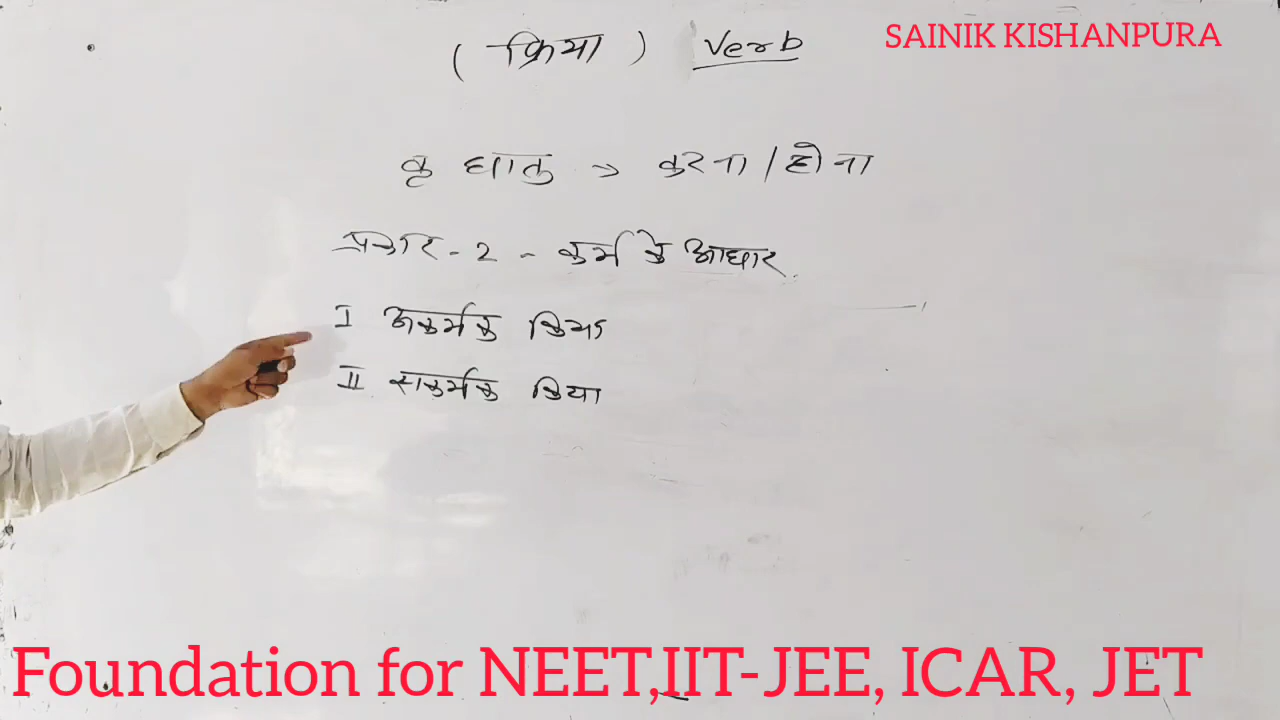 SAINIK KISHANPURA
( क्रिया ) Verb
कृ धातु → करना / होना
प्रकार - 2 - कर्म के आधार
I अकर्मक क्रिया
II सकर्मक क्रिया
Foundation for NEET,IIT-JEE, ICAR, JET